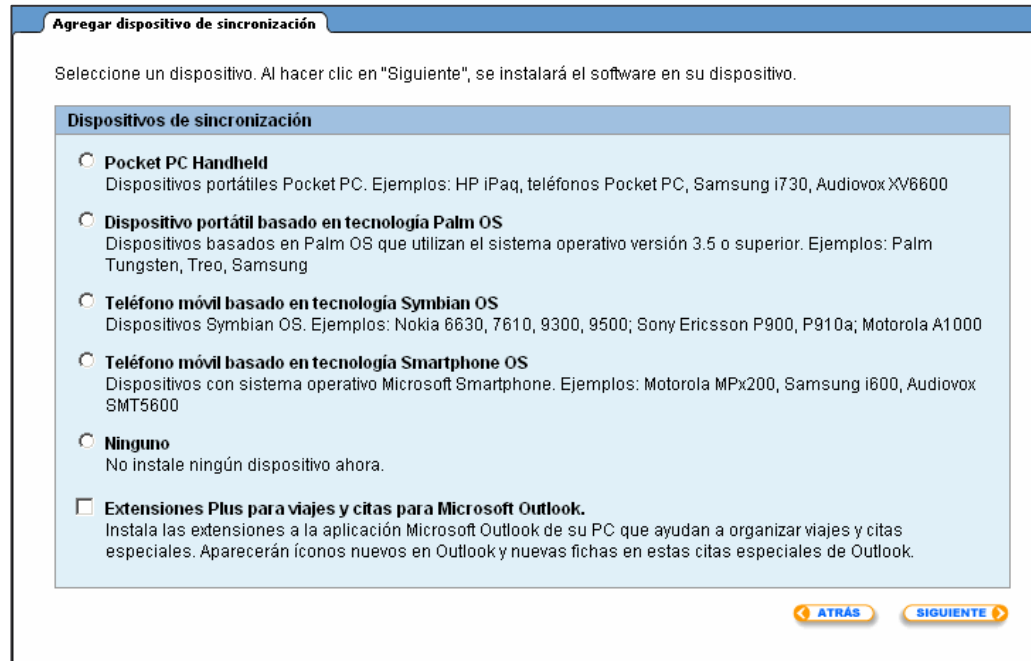 Agregar dispositivo de sincronización
Seleccione un dispositivo. Al hacer clic en "Siguiente", se instalará el software en su dispositivo.
Dispositivos de sincronización
Pocket PC Handheld
Dispositivos portátiles Pocket PC. Ejemplos: HP iPaq, teléfonos Pocket PC, Samsung i730, Audiovox XV6600
Dispositivo portátil basado en tecnología Palm OS
Dispositivos basados en Palm OS que utilizan el sistema operativo versión 3.5 o superior. Ejemplos: Palm
Tungsten, Treo, Samsung
Teléfono móvil basado en tecnología Symbian OS
Dispositivos Symbian OS. Ejemplos: Nokia 6630, 7610, 9300, 9500; Sony Ericsson P900, P910a; Motorola A1000
Teléfono móvil basado en tecnología Smartphone OS
Dispositivos con sistema operativo Microsoft Smartphone. Ejemplos: Motorola MPx200, Samsung i600, Audiovox
SMT5600
Ninguno
No instale ningún dispositivo ahora.
Extensiones Plus para viajes y citas para Microsoft Outlook.
Instala las extensiones a la aplicación Microsoft Outlook de su PC que ayudan a organizar viajes y citas
especiales. Aparecerán íconos nuevos en Outlook y nuevas fichas en estas citas especiales de Outlook.
ATRÁS SIGUIENTE